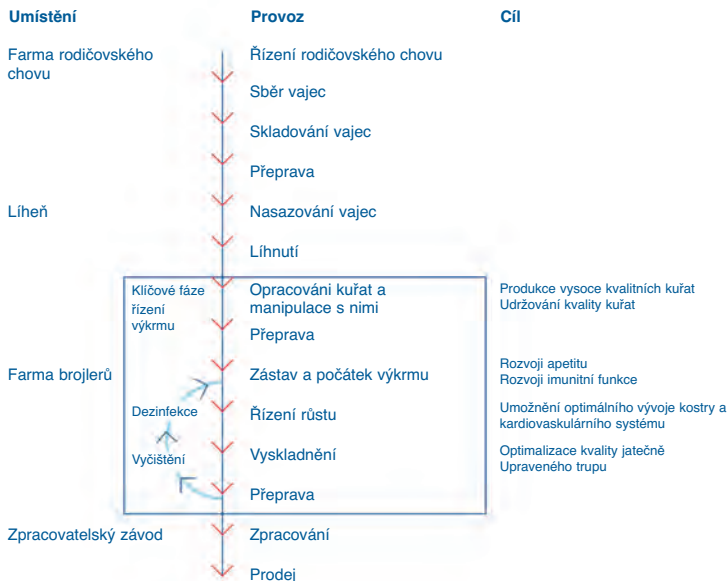 Umístění Provoz Cíl
Farma rodičovského
chovu
Řízení rodičovského chovu
Sběr vajec
Skladování vajec
Přeprava
Líheň
Nasazování vajec
Líhnutí
Klíčové fáze
řízení
výkrmu
Opracováni kuřat a
manipulace s nimi
Produkce vysoce kvalitních kuřat
Udržování kvality kuřat
Přeprava
Farma brojlerů
Zástav a počátek výkrmu
Rozvoji apetitu
Rozvoji imunitní funkce
Dezinfekce
Řízení růstu
Umožnění optimálního vývoje kostry a
kardiovaskulárního systému
Vyčištění
Vyskladnění
Optimalizace kvality jatečně
Upraveného trupu
Přeprava
Zpracovatelský závod
Zpracování
Prodej